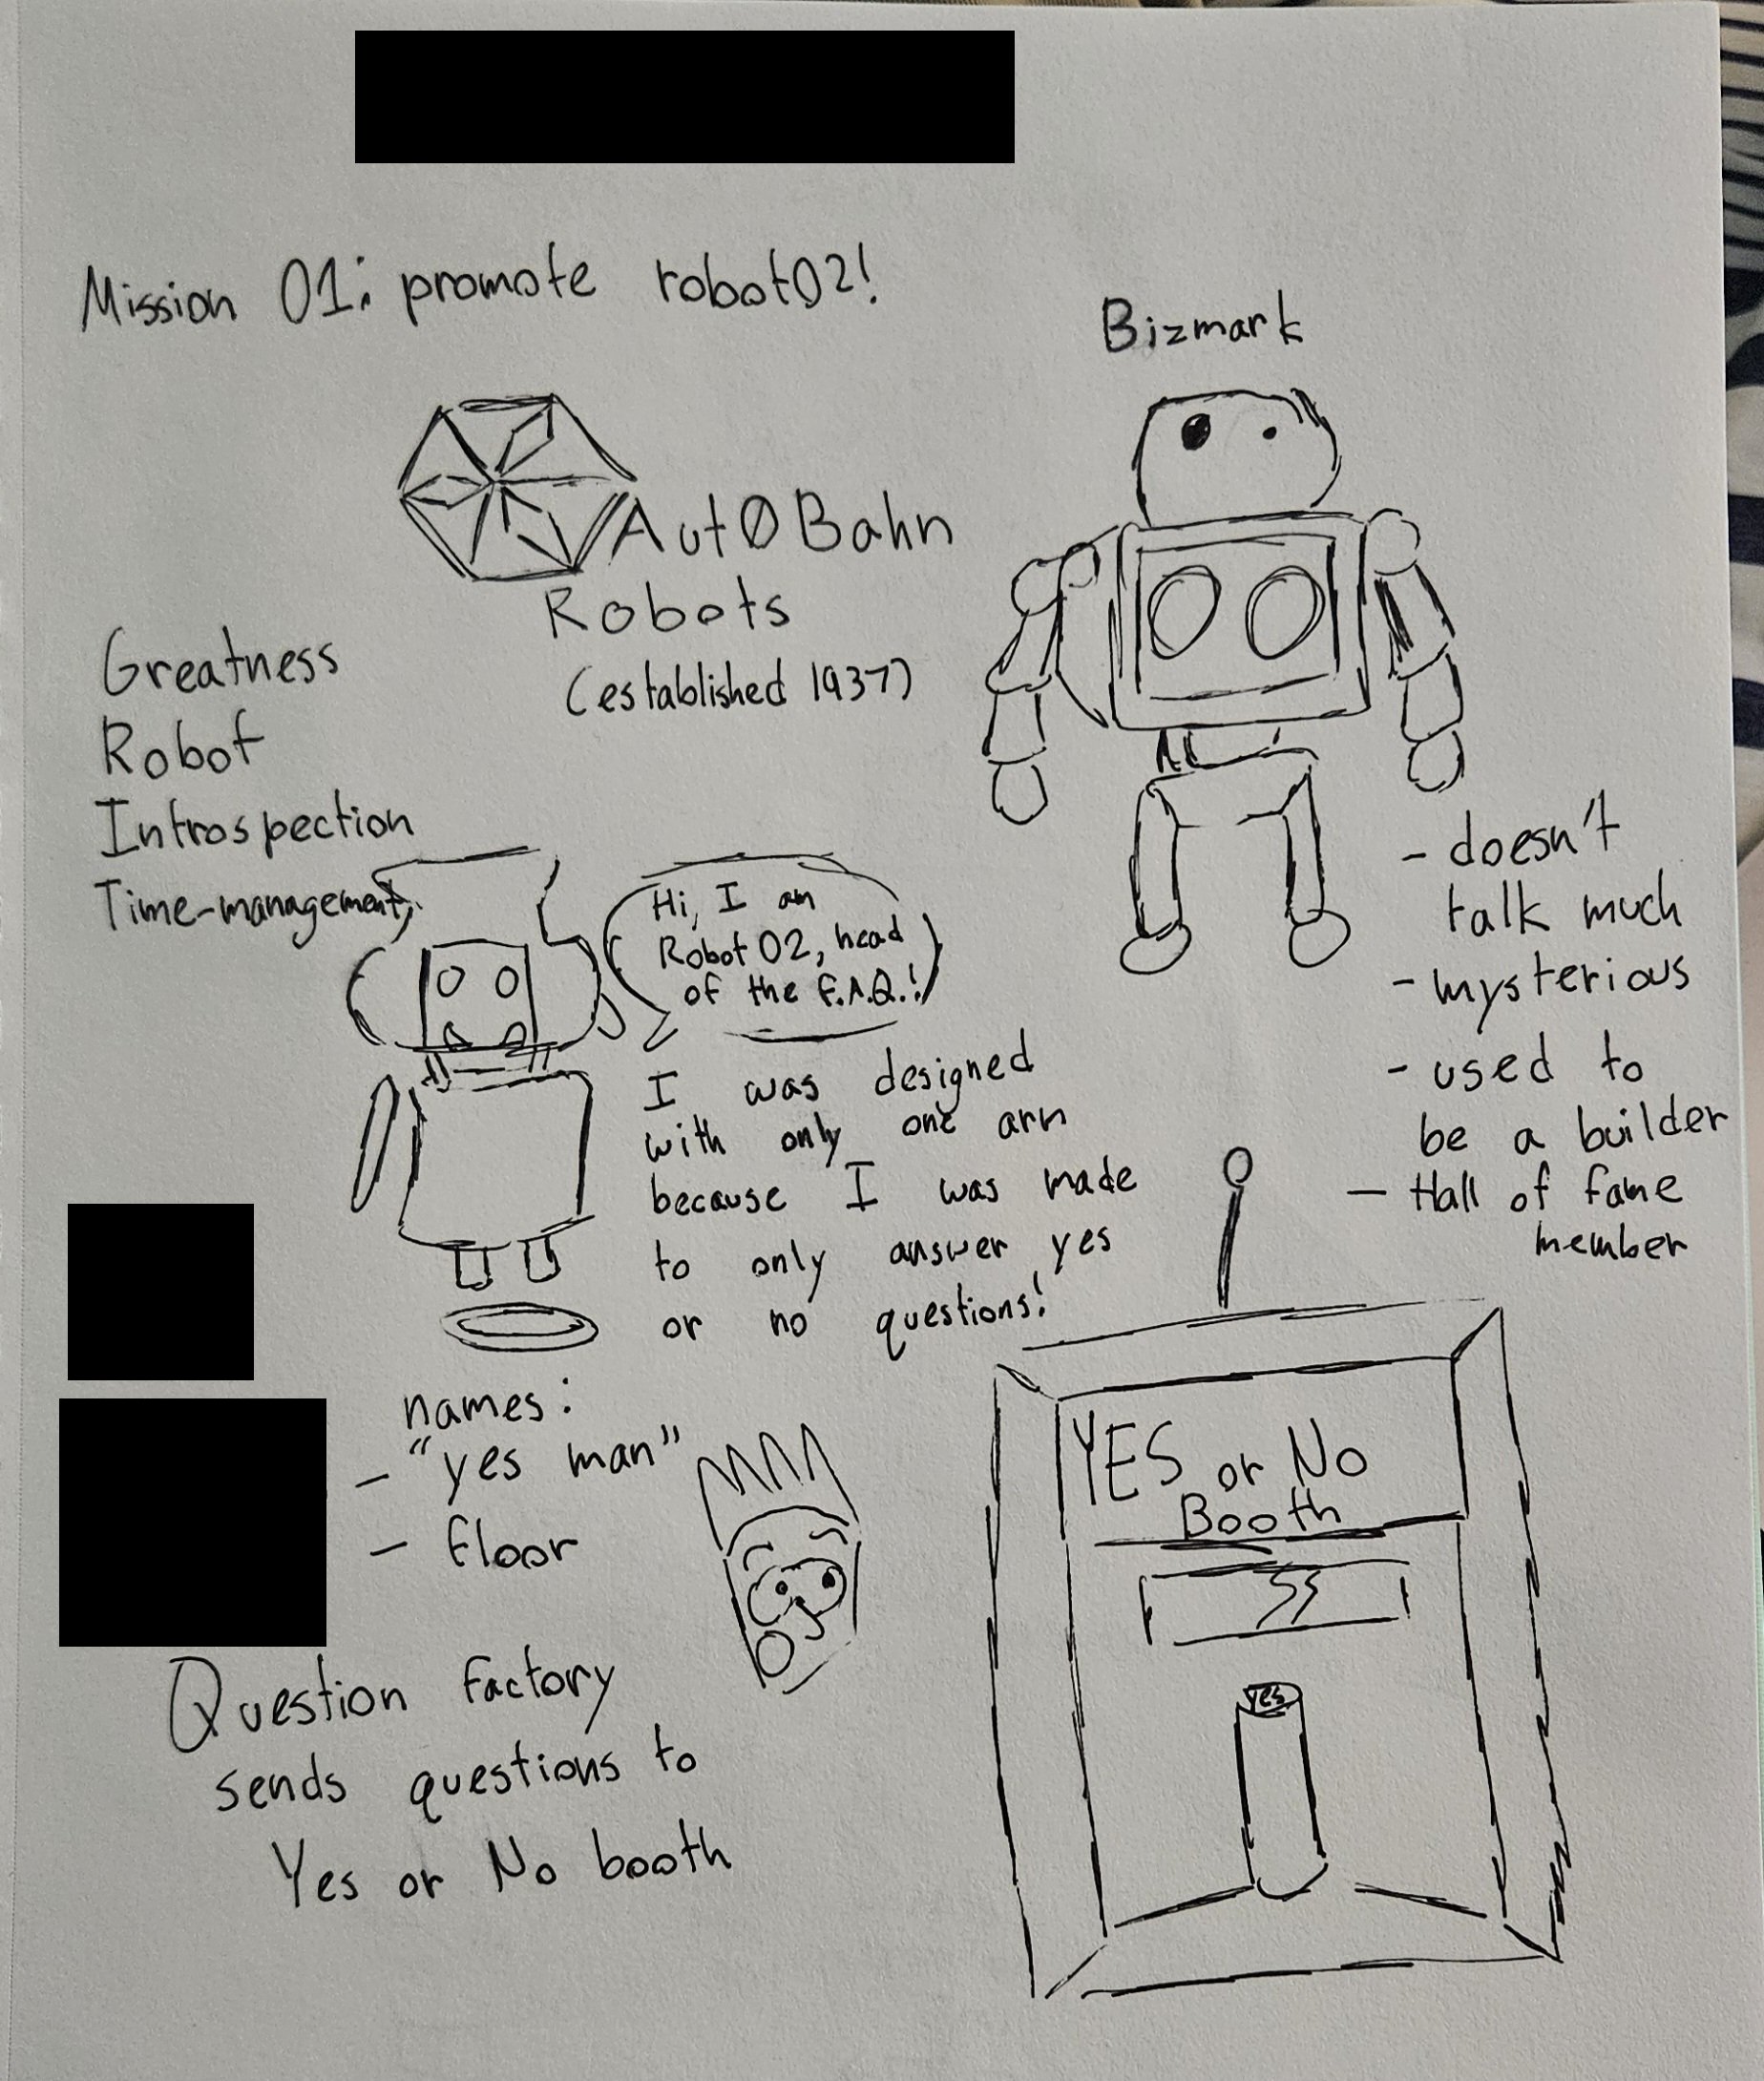 Mission 01: promote robot02!
Bizmark
AutØBahn
Robots
(established 1937)
Greatness
Robot
Introspection
Time-management
Hi, I am
Robot 02, head
of the F.A.Q.!
I was designed
with only one arm
because I was made
to only answer yes
or no questions!
- doesn't
talk much
- mysterious
- used to
be a builder
- Hall of fame
member
names:
- "yes man"
- floor
YES or No
Booth
yes
Question factory
sends questions to
Yes or No booth